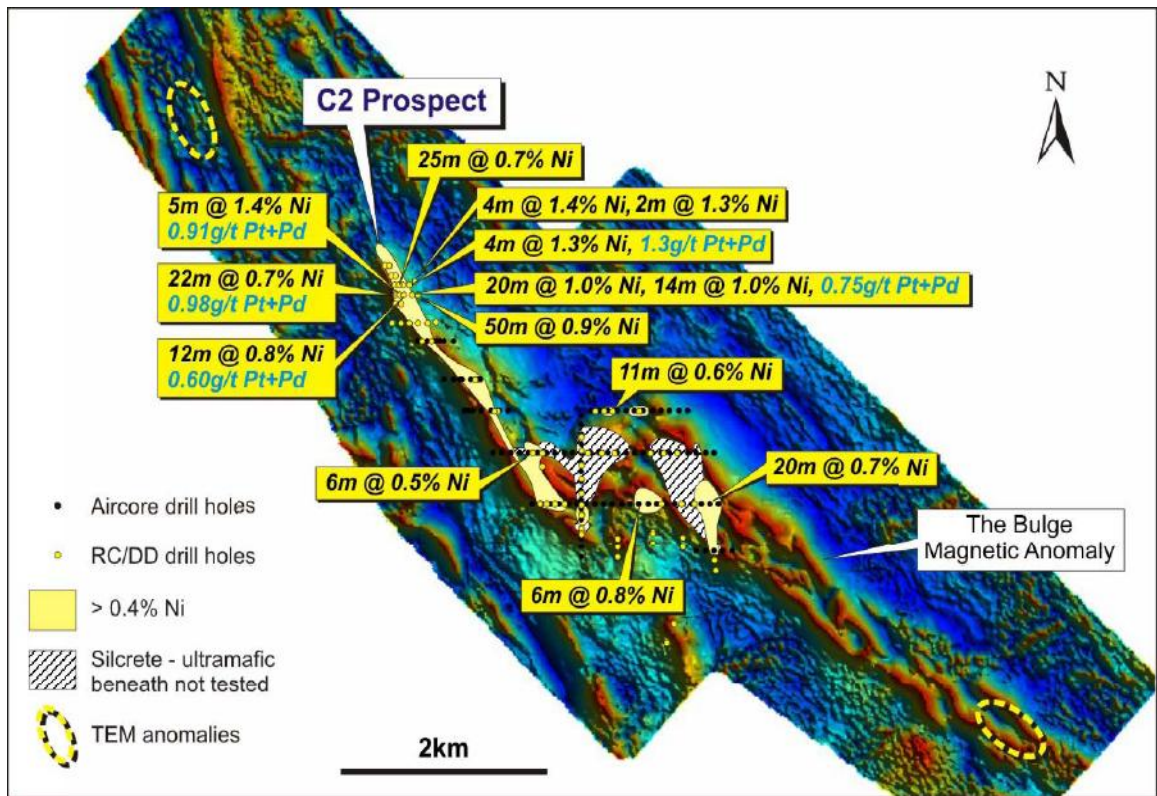 N
C2 Prospect
25m @ 0.7% Ni
5m @ 1.4% Ni
0.91g/t Pt+Pd
4m @ 1.4% Ni, 2m @ 1.3% Ni
4m @ 1.3% Ni, 1.3g/t Pt+Pd
22m @ 0.7% Ni
0.98g/t Pt+Pd
20m @ 1.0% Ni, 14m @ 1.0% Ni, 0.75g/t Pt+Pd
50m @ 0.9% Ni
12m @ 0.8% Ni
0.60g/t Pt+Pd
11m @ 0.6% Ni
6m @ 0.5% Ni
20m @ 0.7% Ni
The Bulge
Magnetic Anomaly
6m @ 0.8% Ni
Aircore drill holes
RC/DD drill holes
> 0.4% Ni
Silcrete - ultramafic
beneath not tested
TEM anomalies
2km